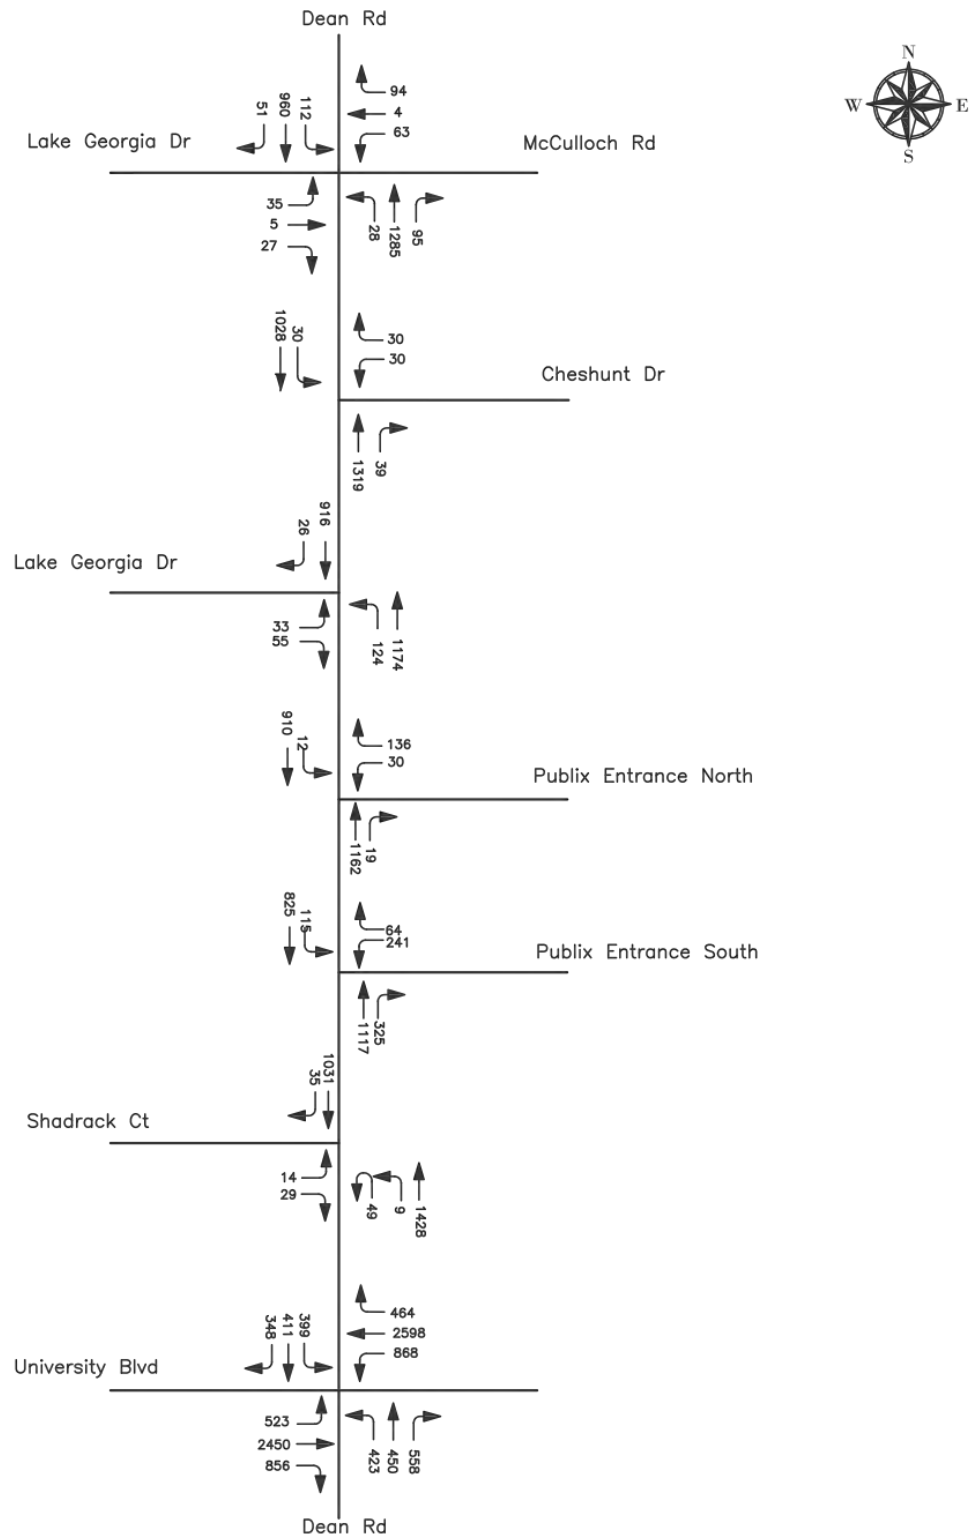 Dean Rd
N
W E
S
94
51 960 112
4
63
Lake Georgia Dr
McCulloch Rd
35
5
27
28 1285 95
1028 30
30
30
Cheshunt Dr
1319 39
26 916
Lake Georgia Dr
33
55
124 1174
910 12
136
30
Publix Entrance North
1162 19
825 115
64
241
Publix Entrance South
1117 325
35 1031
Shadrack Ct
14
29
49 9 1428
348 411 399
464
2598
868
University Blvd
523
2450
856
423 450 558
Dean Rd